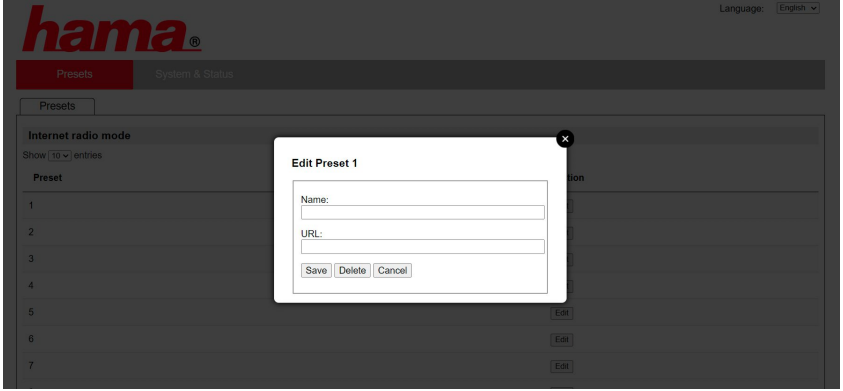 Language: English
hama®
Presets System & Status
Presets
Internet radio mode
Show 10 entries
Preset
1
2
3
4
5 Edit
6 Edit
7 Edit
Edit Preset 1
Name:
URL:
Save Delete Cancel